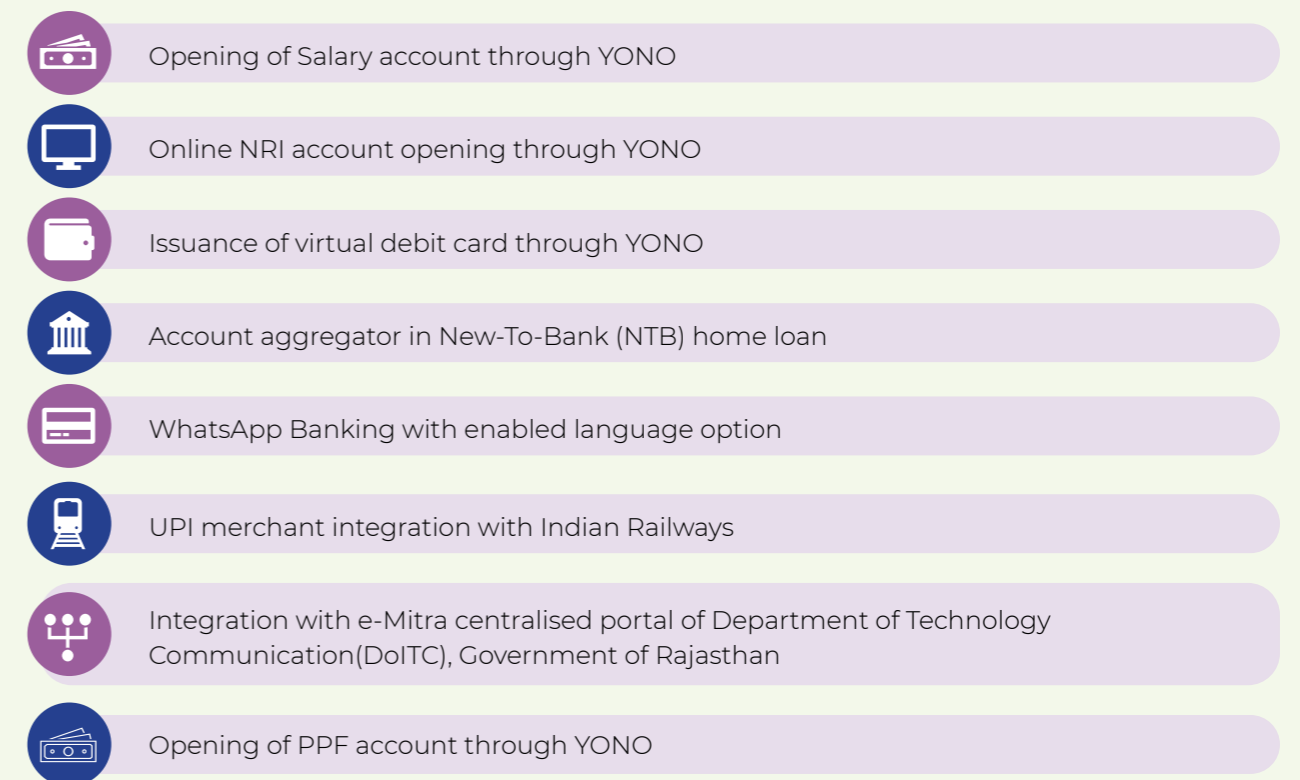 Opening of Salary account through YONO
Online NRI account opening through YONO
Issuance of virtual debit card through YONO
Account aggregator in New-To-Bank (NTB) home loan
WhatsApp Banking with enabled language option
UPI merchant integration with Indian Railways
Integration with e-Mitra centralised portal of Department of Technology
Communication(DoITC), Government of Rajasthan
Opening of PPF account through YONO